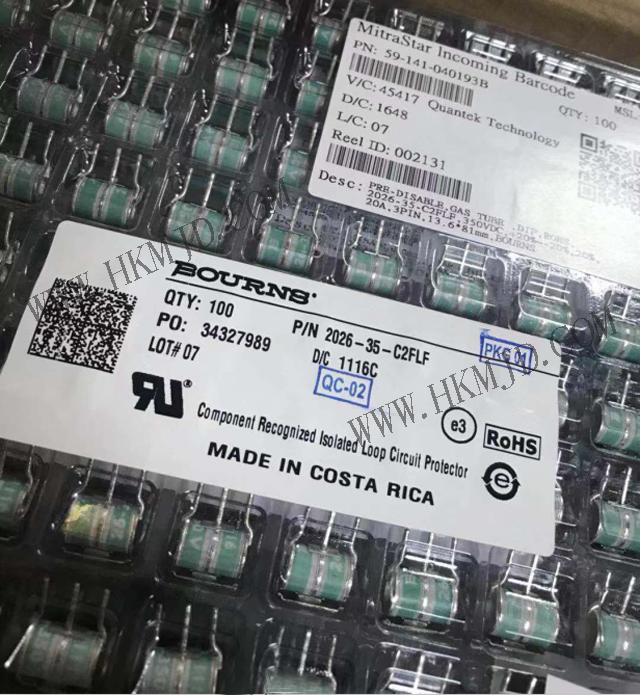 MitraStar Incoming Barcode
MSL
PN: 59-141-040193B
QTY: 100
V/C: 45417 Quantek Technology
D/C: 1648
L/C: 07
Reel ID: 002131
Desc: PRE-DISABLE,GAS TUBE
2026-35-C2FLF,350VDC
20A,3PIN,13.6*81mm,BOURNS
WWW.HKMJD.COM
BOURNS
QTY: 100
P/N 2026-35-C2FLF
PO: 34327989
D/C 1116C
LOT# 07
QC-02
Component Recognized Isolated Loop Circuit Protector
e3
RoHS
MADE IN COSTA RICA
WWW.HKMJD.COM